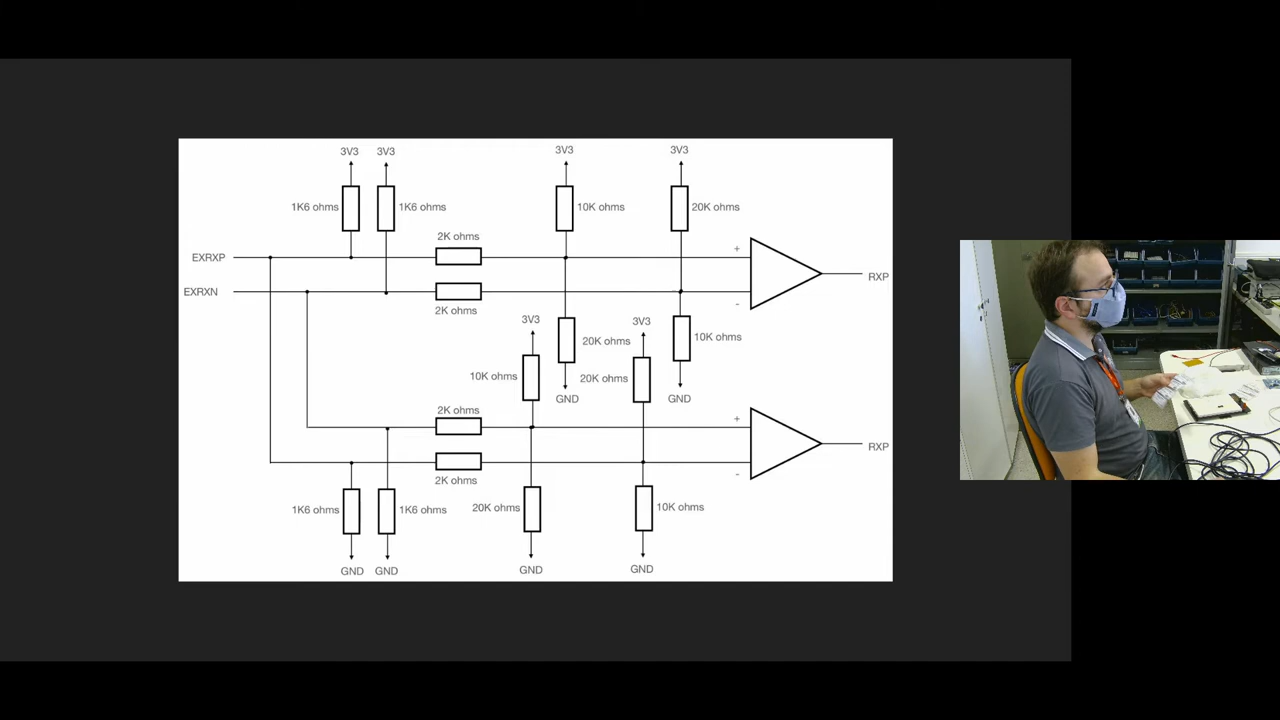 3V3 3V3 3V3 3V3
1K6 ohms 1K6 ohms 10K ohms 20K ohms
2K ohms
EXRXP +
RXP
EXRXN
2K ohms -
3V3 3V3
20K ohms 10K ohms
10K ohms 20K ohms
GND GND
2K ohms
+
RXP
2K ohms -
1K6 ohms 1K6 ohms 20K ohms 10K ohms
GND GND GND GND